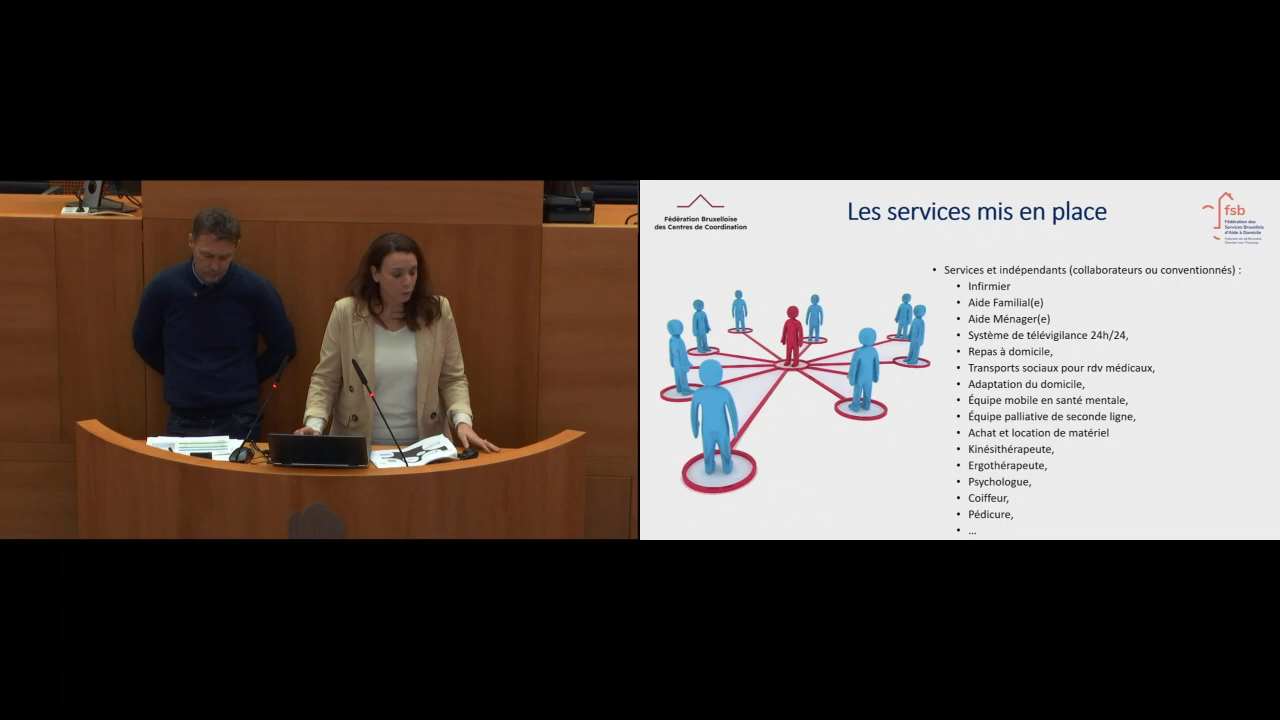 Fédération Bruxelloise
des Centres de Coordination
Les services mis en place
fsb
Fédération des
Services Bruxellois
d'Aide à Domicile
• Services et indépendants (collaborateurs ou conventionnés) :
• Infirmier
• Aide Familial(e)
• Aide Ménager(e)
• Système de télévigilance 24h/24,
• Repas à domicile,
• Transports sociaux pour rdv médicaux,
• Adaptation du domicile,
• Équipe mobile en santé mentale,
• Équipe palliative de seconde ligne,
• Achat et location de matériel
• Kinésithérapeute,
• Ergothérapeute,
• Psychologue,
• Coiffeur,
• Pédicure,
• ...